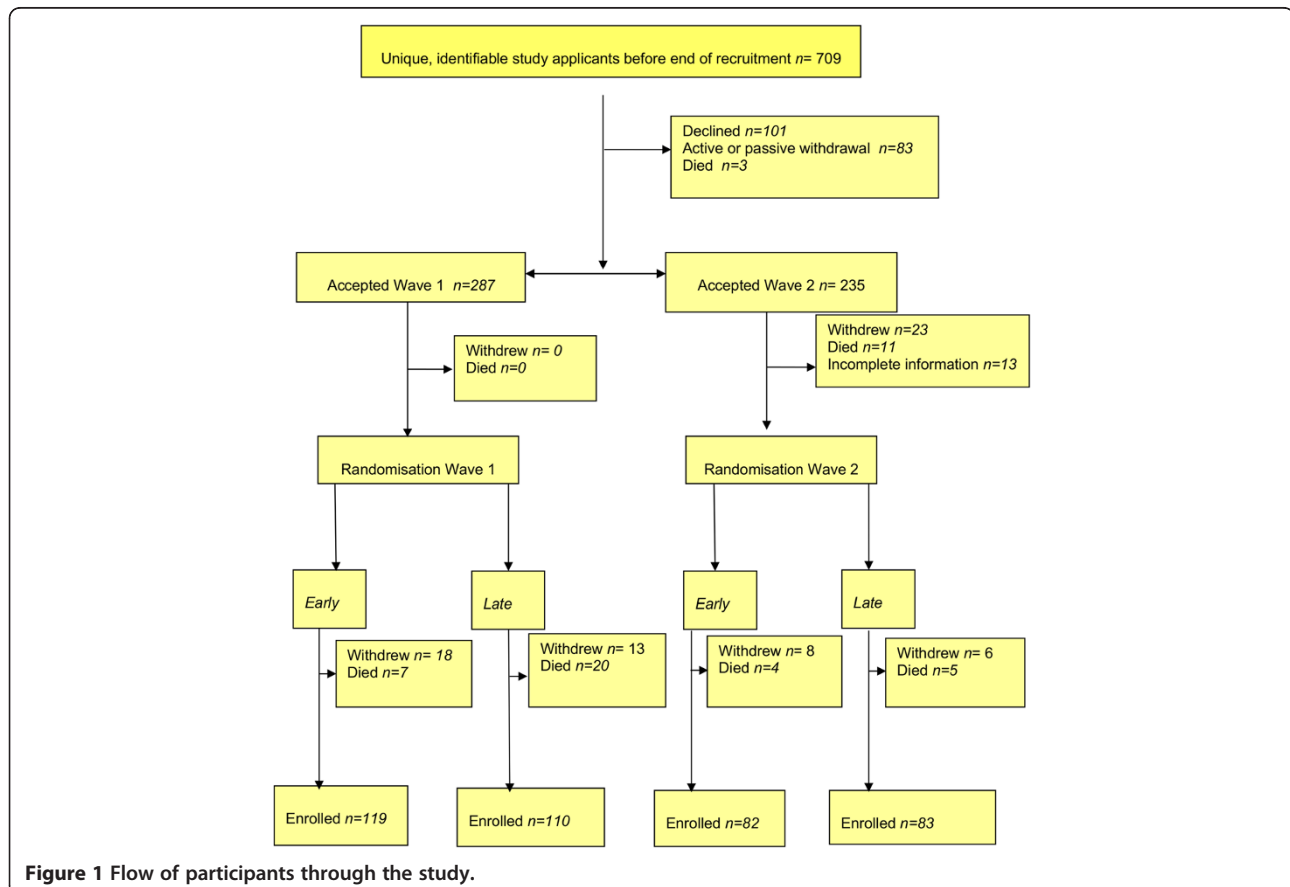 Unique, identifiable study applicants before end of recruitment n= 709
Declined n=101
Active or passive withdrawal n=83
Died n=3
Accepted Wave 1 n=287
Accepted Wave 2 n= 235
Withdrew n= 0
Died n=0
Withdrew n=23
Died n=11
Incomplete information n=13
Randomisation Wave 1
Randomisation Wave 2
Early
Late
Early
Late
Withdrew n= 18
Died n=7
Withdrew n= 13
Died n=20
Withdrew n= 8
Died n=4
Withdrew n= 6
Died n=5
Enrolled n=119
Enrolled n=110
Enrolled n=82
Enrolled n=83
Figure 1 Flow of participants through the study.